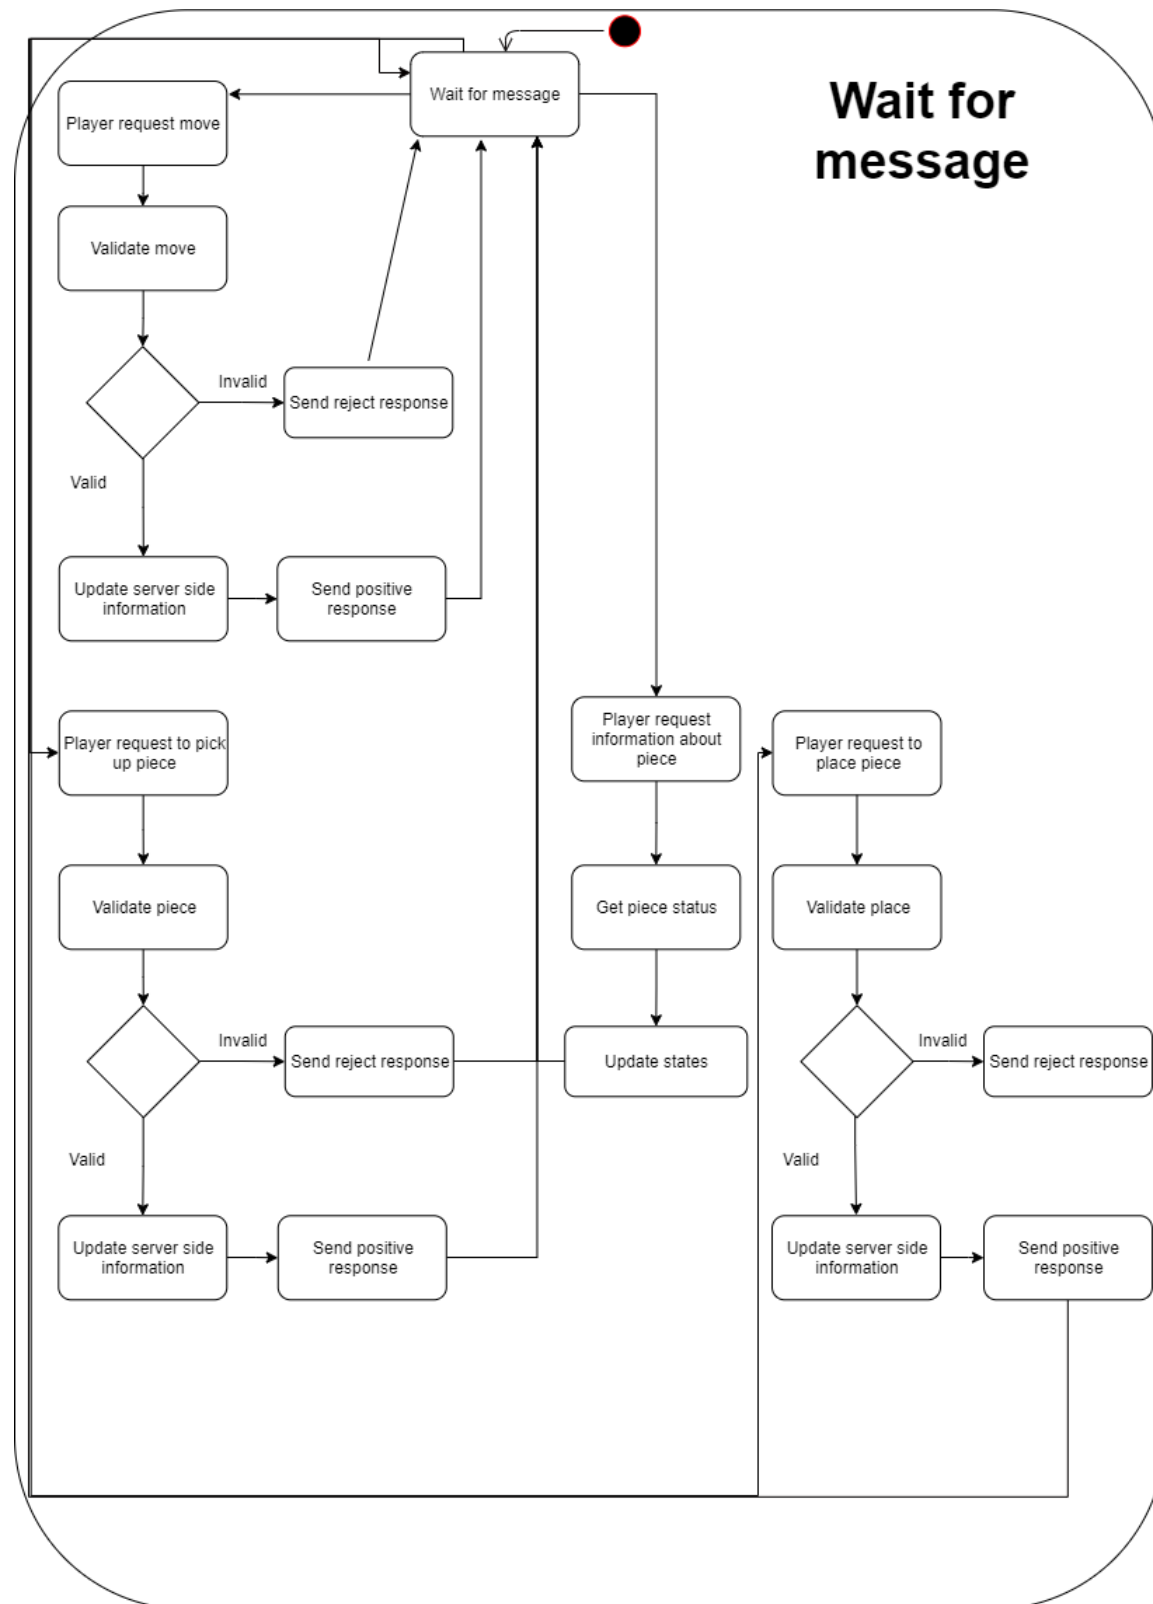 Wait for
message
Wait for message
Player request move
Validate move
Invalid
Send reject response
Valid
Update server side
information
Send positive
response
Player request to pick
up piece
Validate piece
Invalid
Send reject response
Valid
Update server side
information
Send positive
response
Player request
information about
piece
Get piece status
Update states
Player request to
place piece
Validate place
Invalid
Send reject response
Valid
Update server side
information
Send positive
response